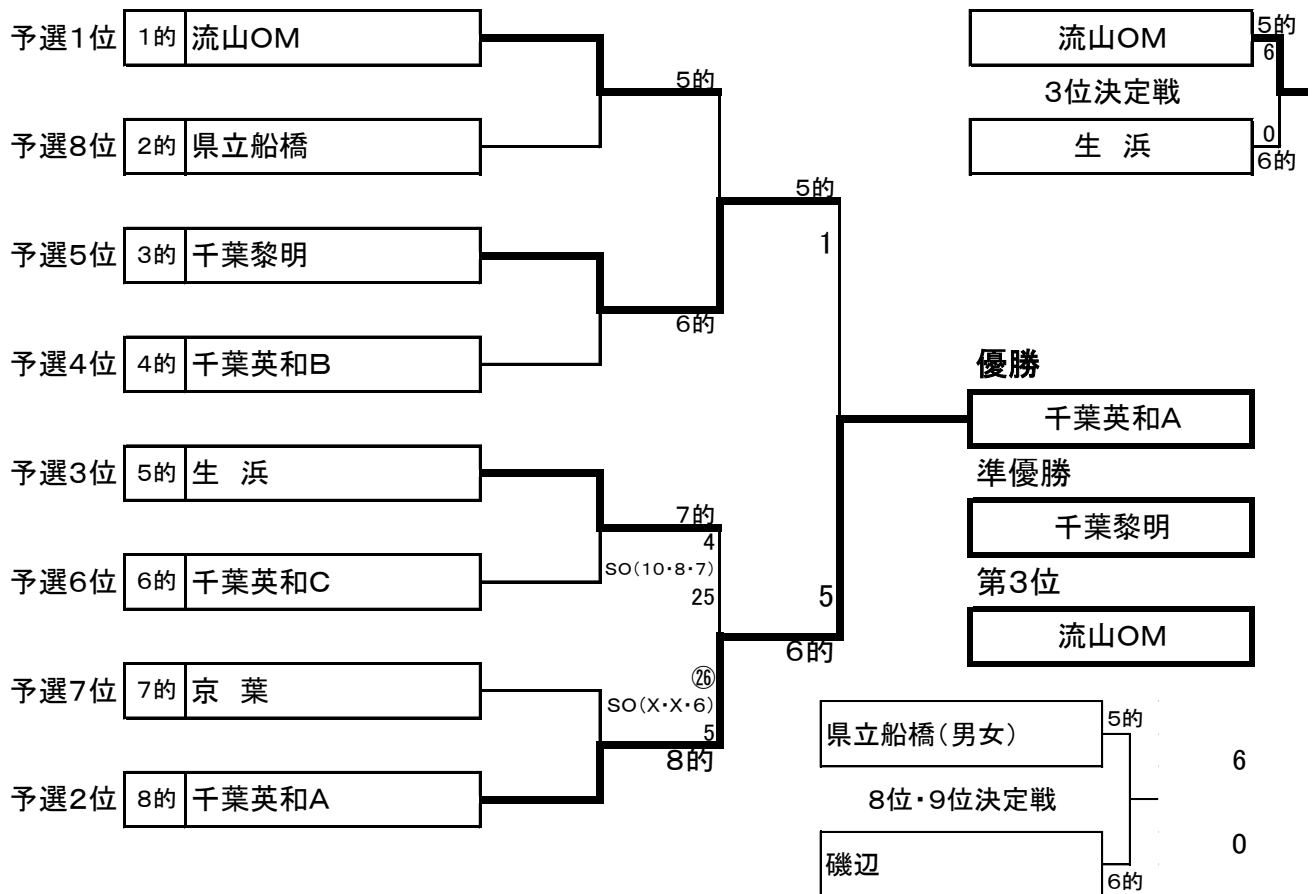 予選1位 1的 流山OM
予選8位 2的 県立船橋
予選5位 3的 千葉黎明
予選4位 4的 千葉英和B
予選3位 5的 生 浜
予選6位 6的 千葉英和C
予選7位 7的 京 葉
予選2位 8的 千葉英和A
5的
6的
7的
4
SO(10・8・7)
25
㉖
SO(X・X・6)
5
8的
5的
1
5
6的
流山OM
5的
6
3位決定戦
生 浜
0
6的
優勝
千葉英和A
準優勝
千葉黎明
第3位
流山OM
県立船橋(男女)
5的
6
8位・9位決定戦
磯辺
6的
0